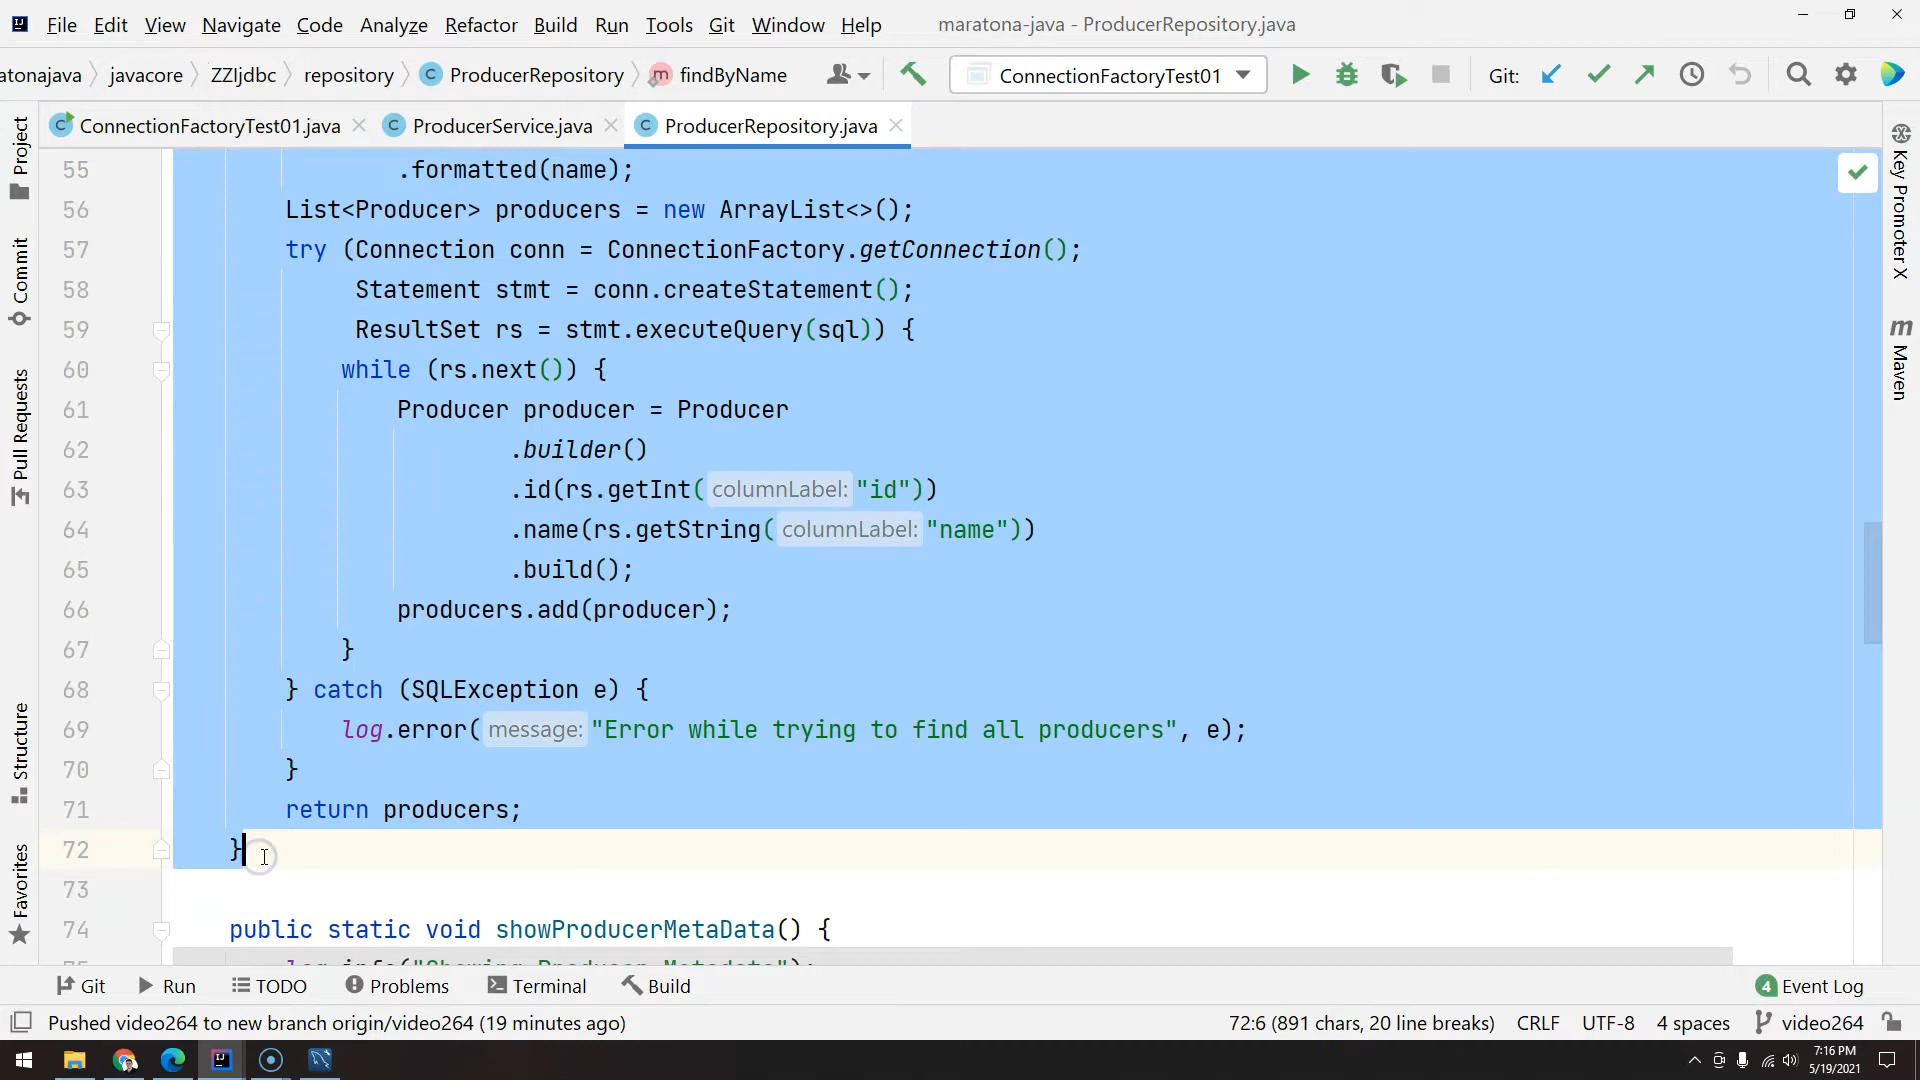 File Edit View Navigate Code Analyze Refactor Build Run Tools Git Window Help maratona-java - ProducerRepository.java
atonajava javacore ZZIjdbc repository ProducerRepository findByName ConnectionFactoryTest01 Git:
ConnectionFactoryTest01.java ProducerService.java ProducerRepository.java
Project
Commit
Pull Requests
Structure
Favorites
Key Promoter X
Maven
55 .formatted(name);
56 List<Producer> producers = new ArrayList<>();
57 try (Connection conn = ConnectionFactory.getConnection();
58 Statement stmt = conn.createStatement();
59 ResultSet rs = stmt.executeQuery(sql)) {
60 while (rs.next()) {
61 Producer producer = Producer
62 .builder()
63 .id(rs.getInt( columnLabel: "id"))
64 .name(rs.getString( columnLabel: "name"))
65 .build();
66 producers.add(producer);
67 }
68 } catch (SQLException e) {
69 log.error( message: "Error while trying to find all producers", e);
70 }
71 return producers;
72 }
73
74 public static void showProducerMetaData() {
Git Run TODO Problems Terminal Build 4 Event Log
Pushed video264 to new branch origin/video264 (19 minutes ago) 72:6 (891 chars, 20 line breaks) CRLF UTF-8 4 spaces video264
7:16 PM
5/19/2021